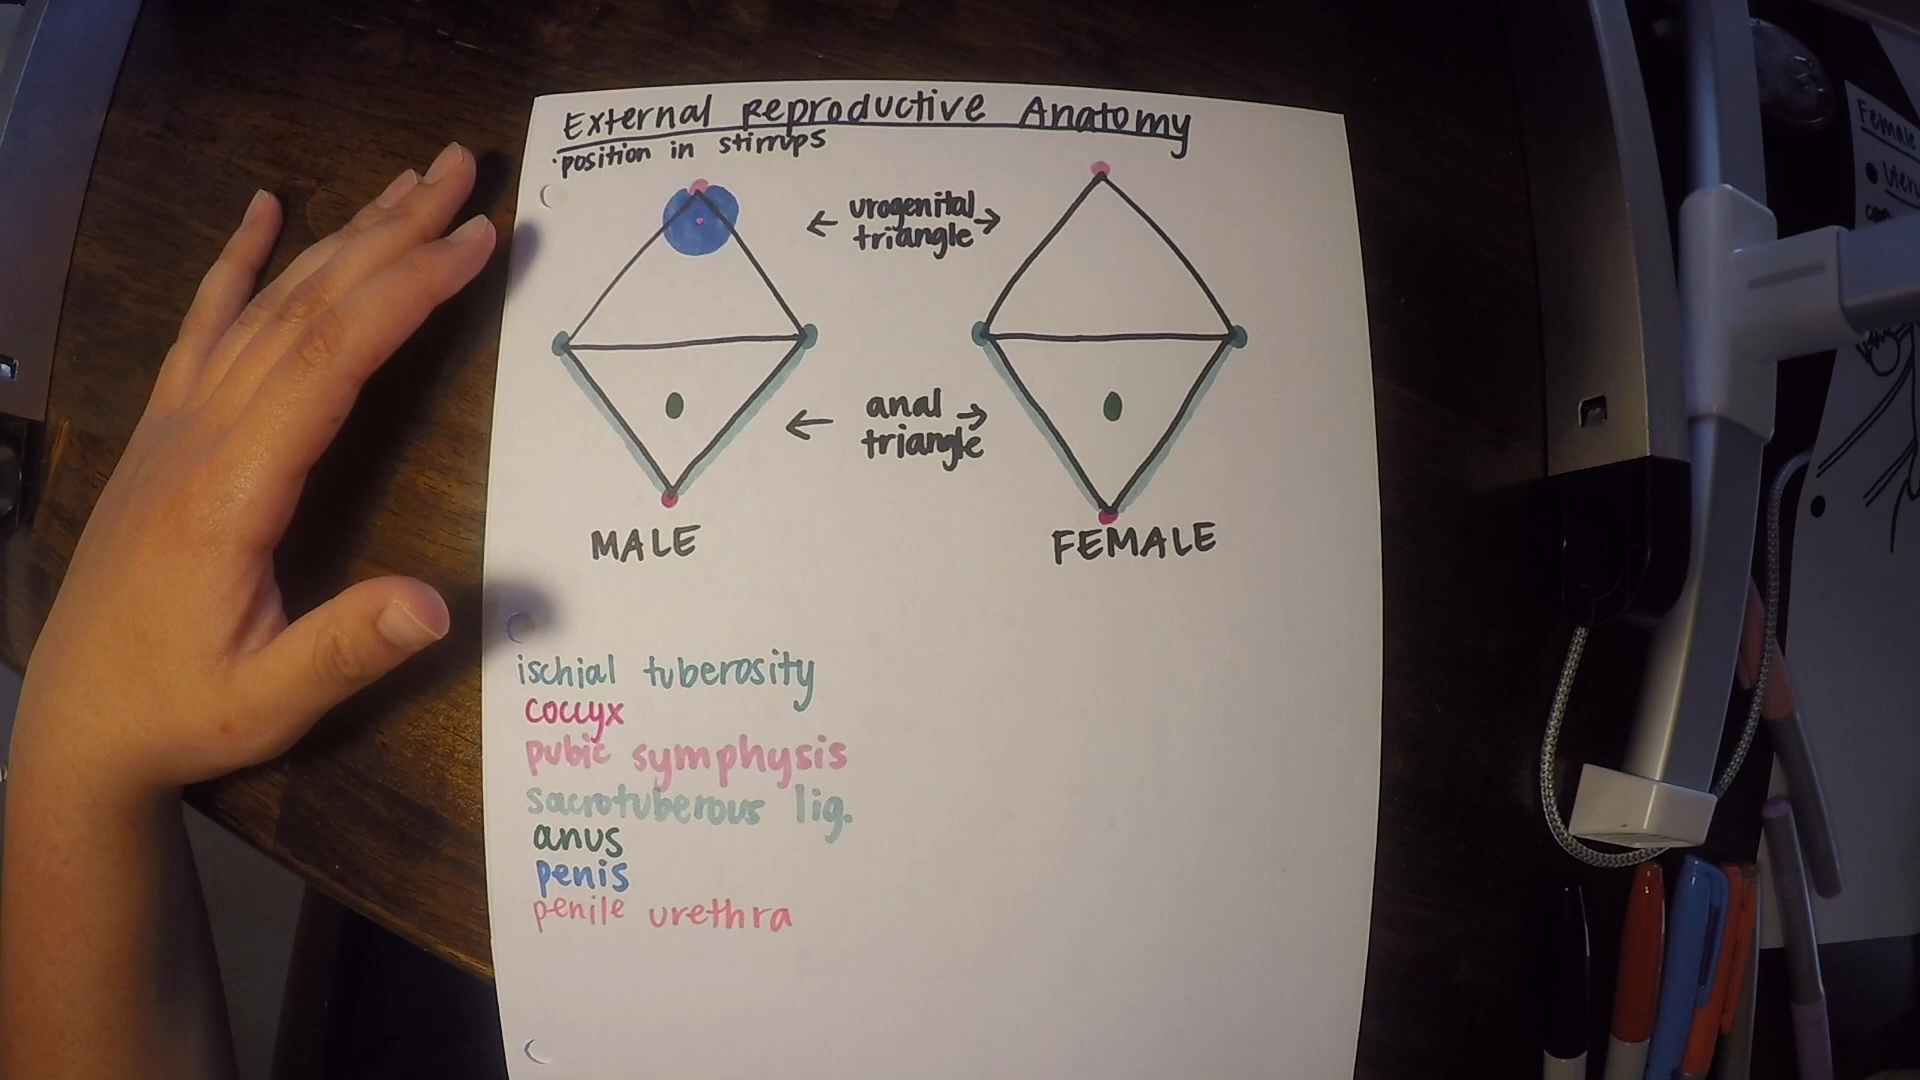 External Reproductive Anatomy
·position in stirrups
← urogenital →
triangle
← anal →
triangle
MALE
FEMALE
ischial tuberosity
coccyx
pubic symphysis
sacrotuberous lig.
anus
penis
penile urethra
Female